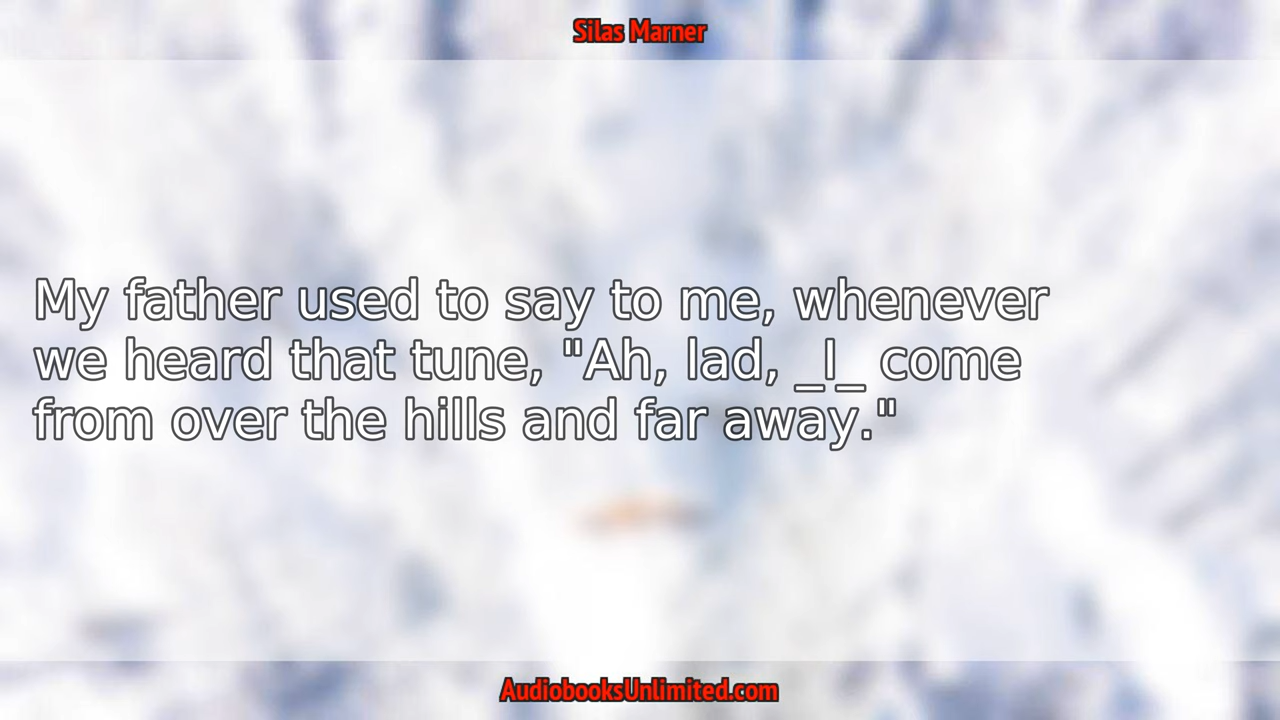 Silas Marner
My father used to say to me, whenever
we heard that tune, "Ah, lad, _I_ come
from over the hills and far away."
AudiobooksUnlimited.com